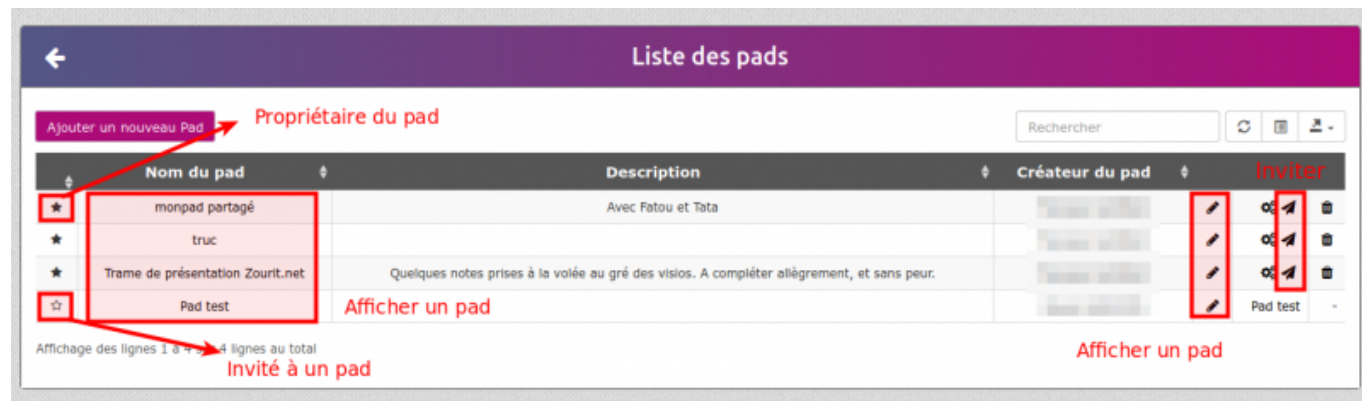 Liste des pads
Propriétaire du pad
Ajouter un nouveau Pad
Rechercher
Nom du pad Description Créateur du pad Inviter
monpad partagé Avec Fatou et Tata
truc
Trame de présentation Zourit.net Quelques notes prises à la volée au gré des visios. A compléter allègrement, et sans peur.
Pad test Afficher un pad Pad test -
Affichage des lignes 1 à 4 4 lignes au total
Afficher un pad
Invité à un pad